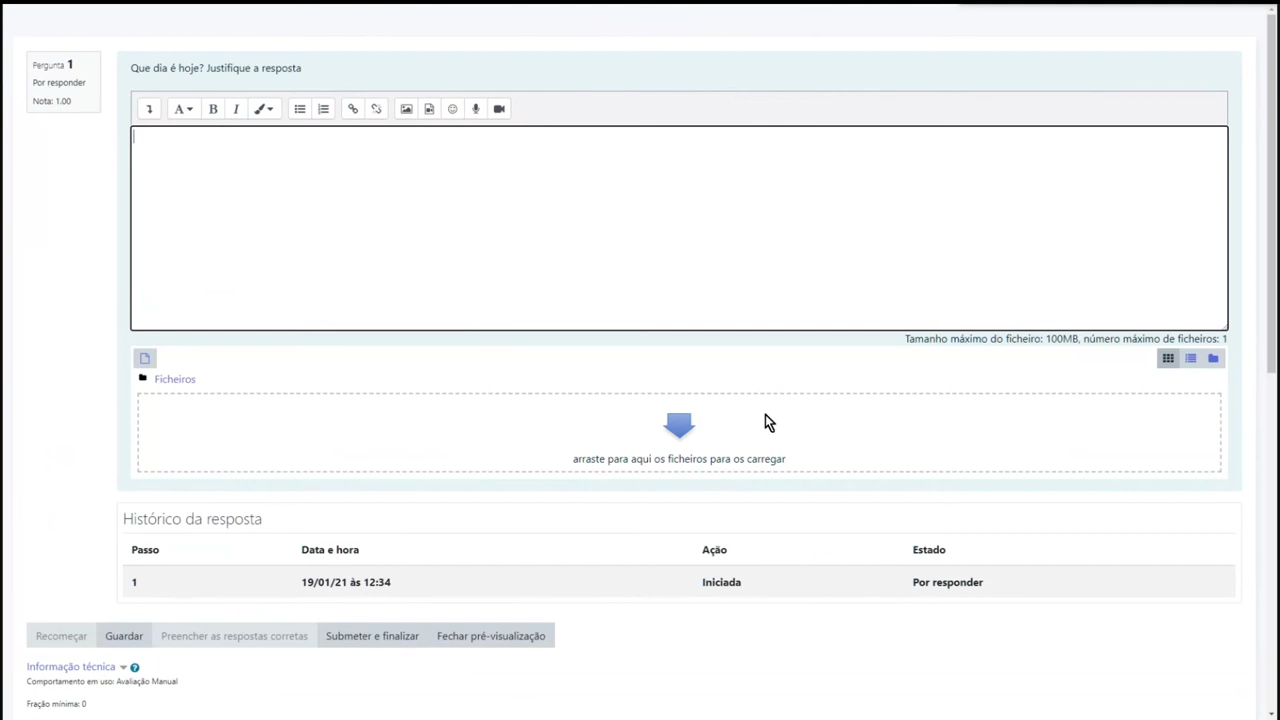 Pergunta 1
Por responder
Nota: 1.00
Que dia é hoje? Justifique a resposta
Tamanho máximo do ficheiro: 100MB, número máximo de ficheiros: 1
Ficheiros
arraste para aqui os ficheiros para os carregar
Histórico da resposta
Passo Data e hora Ação Estado
1 19/01/21 às 12:34 Iniciada Por responder
Recomeçar Guardar Preencher as respostas corretas Submeter e finalizar Fechar pré-visualização
Informação técnica
Comportamento em uso: Avaliação Manual
Fração mínima: 0